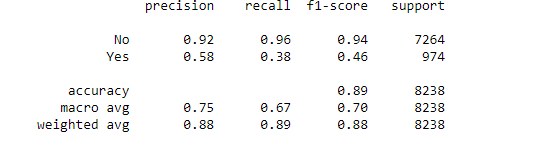 precision recall f1-score support
No 0.92 0.96 0.94 7264
Yes 0.58 0.38 0.46 974
accuracy 0.89 8238
macro avg 0.75 0.67 0.70 8238
weighted avg 0.88 0.89 0.88 8238